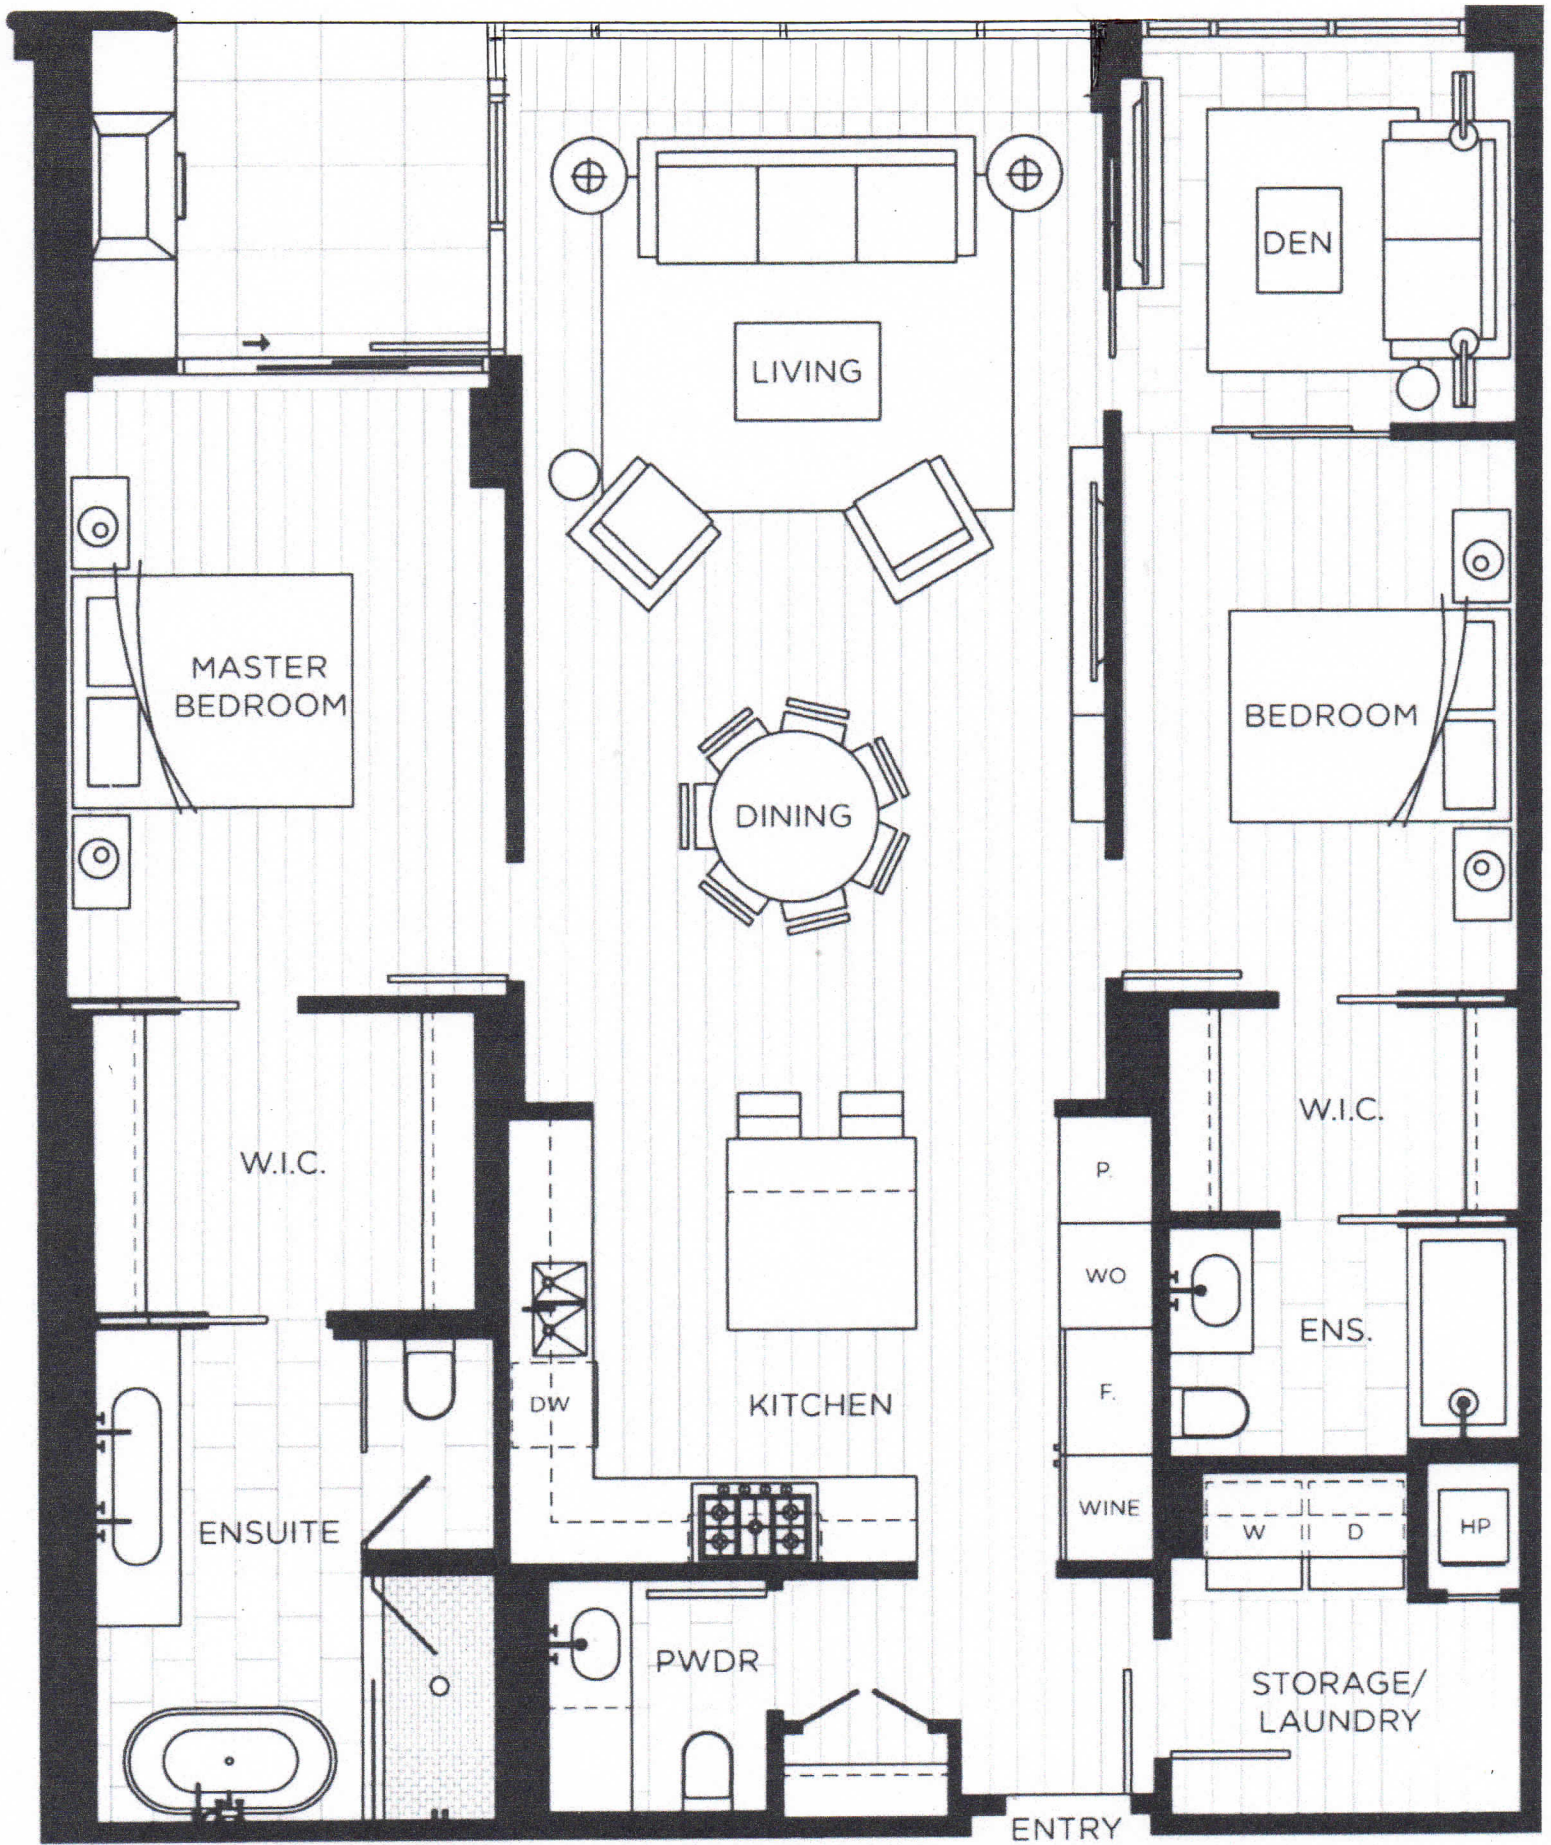 DEN
LIVING
MASTER
BEDROOM
BEDROOM
DINING
W.I.C.
W.I.C.
P.
WO
ENS.
F.
DW
KITCHEN
WINE
W
D
HP
ENSUITE
PWDR
STORAGE/
LAUNDRY
ENTRY